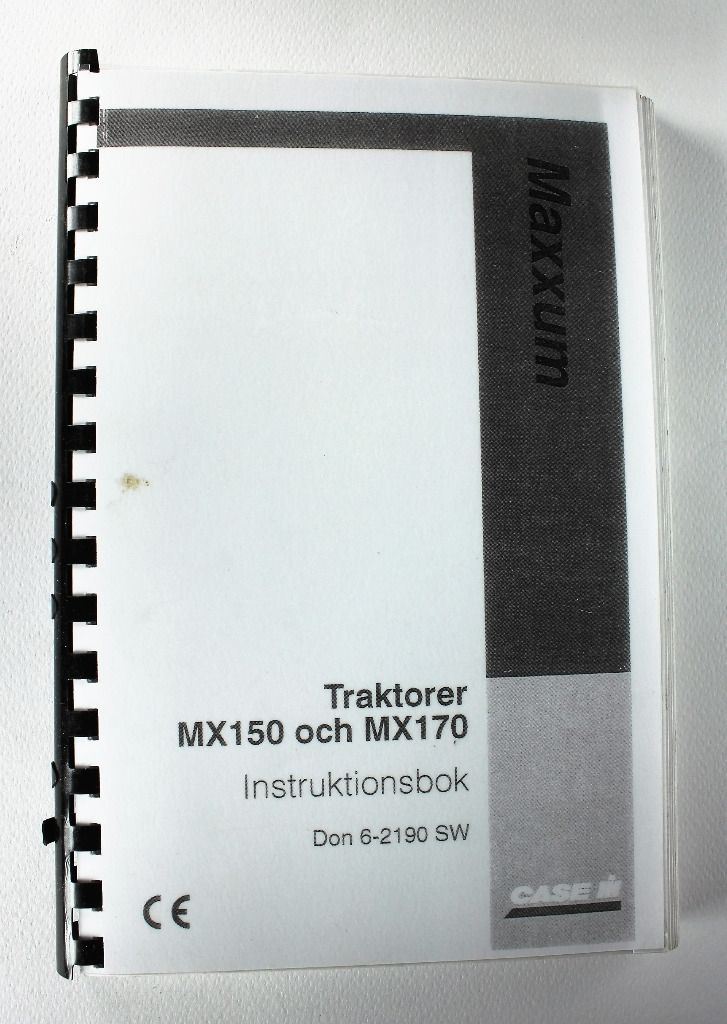 Maxxum
Traktorer
MX150 och MX170
Instruktionsbok
Don 6-2190 SW
CASE IH
CE